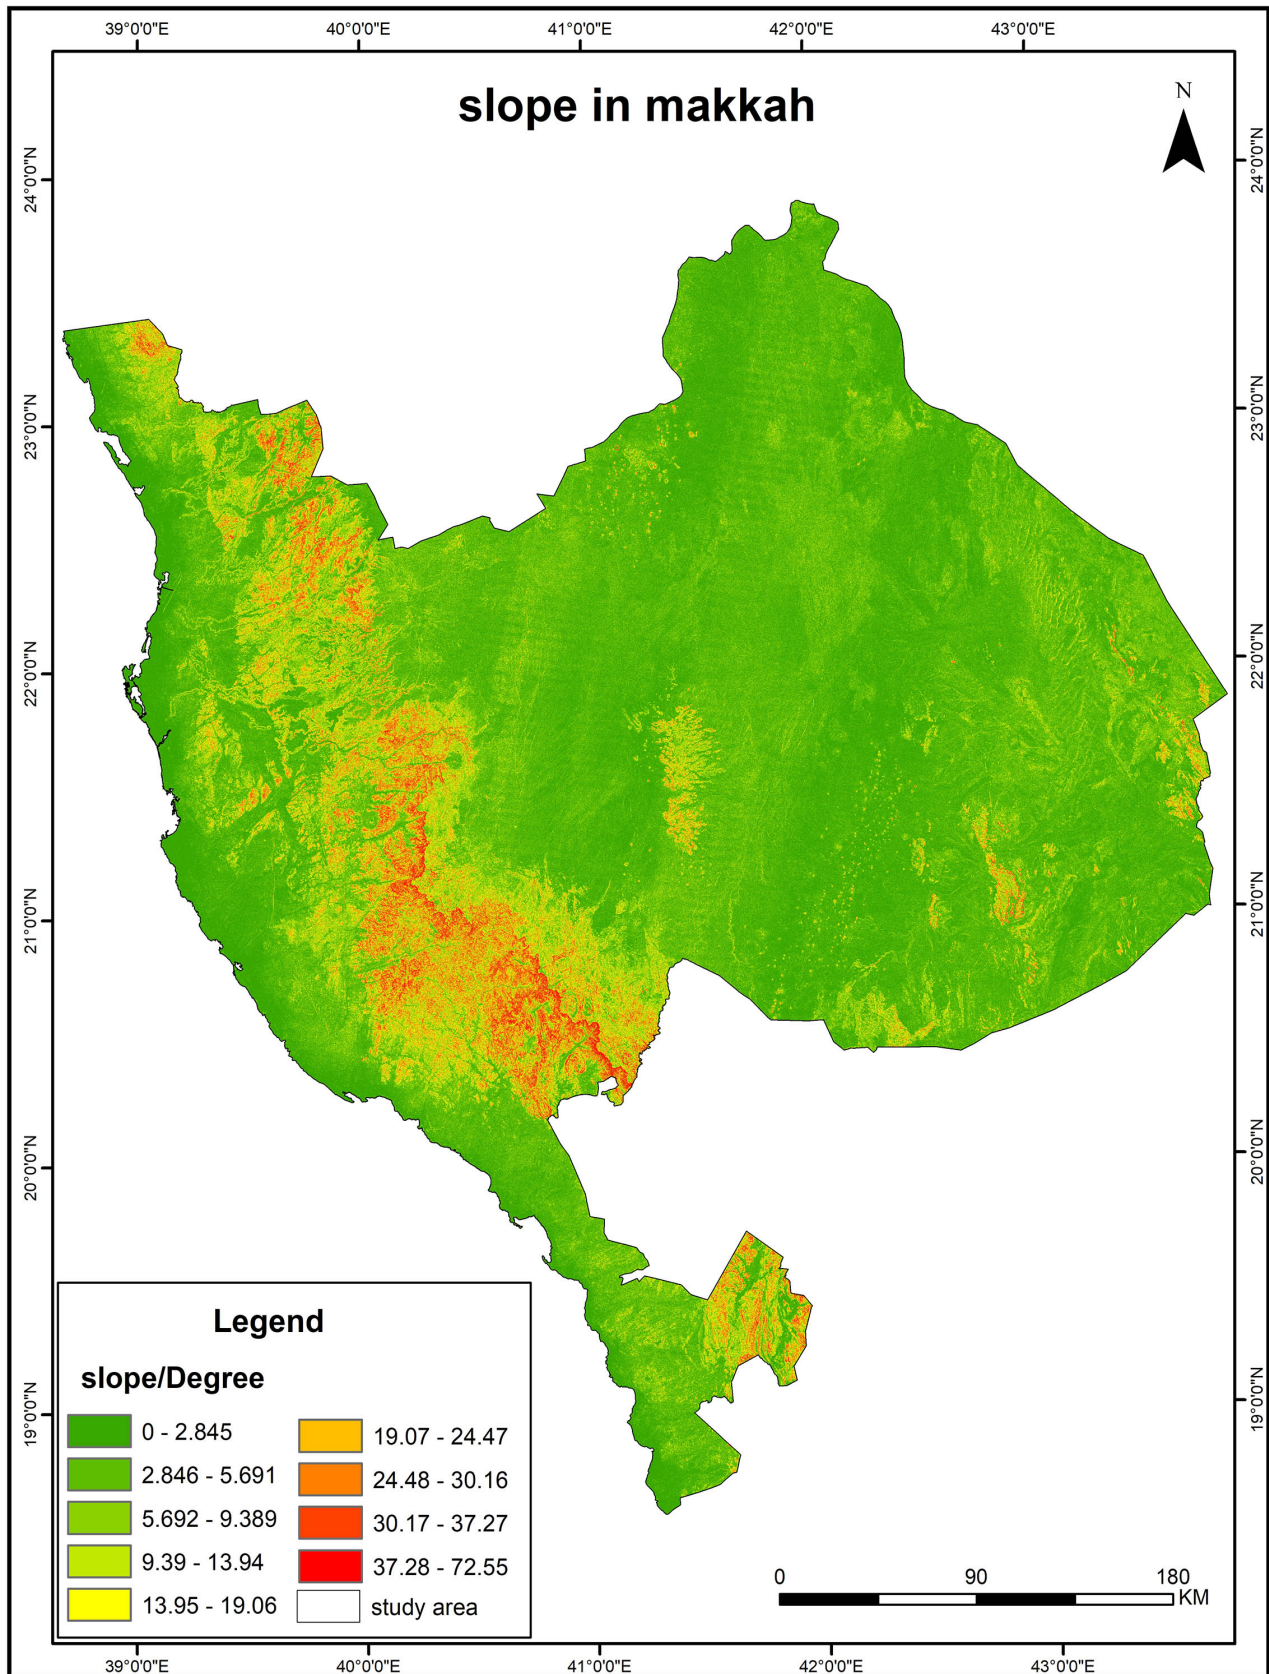 39°0'0"E 40°0'0"E 41°0'0"E 42°0'0"E 43°0'0"E
slope in makkah
N
24°0'0"N
24°0'0"N
23°0'0"N
23°0'0"N
22°0'0"N
22°0'0"N
21°0'0"N
21°0'0"N
20°0'0"N
20°0'0"N
19°0'0"N
19°0'0"N
Legend
slope/Degree
0 - 2.845
2.846 - 5.691
5.692 - 9.389
9.39 - 13.94
13.95 - 19.06
19.07 - 24.47
24.48 - 30.16
30.17 - 37.27
37.28 - 72.55
study area
0 90 180
KM
39°0'0"E 40°0'0"E 41°0'0"E 42°0'0"E 43°0'0"E